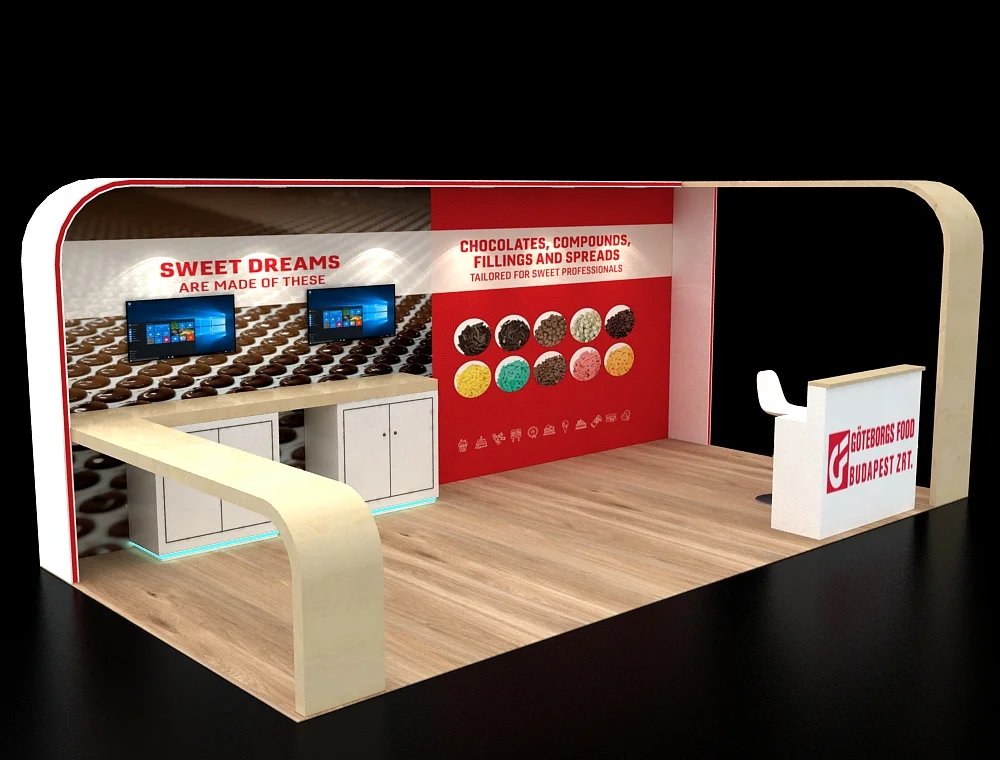 SWEET DREAMS
ARE MADE OF THESE
CHOCOLATES, COMPOUNDS,
FILLINGS AND SPREADS
TAILORED FOR SWEET PROFESSIONALS
GÖTEBORGS FOOD
BUDAPEST ZRT.